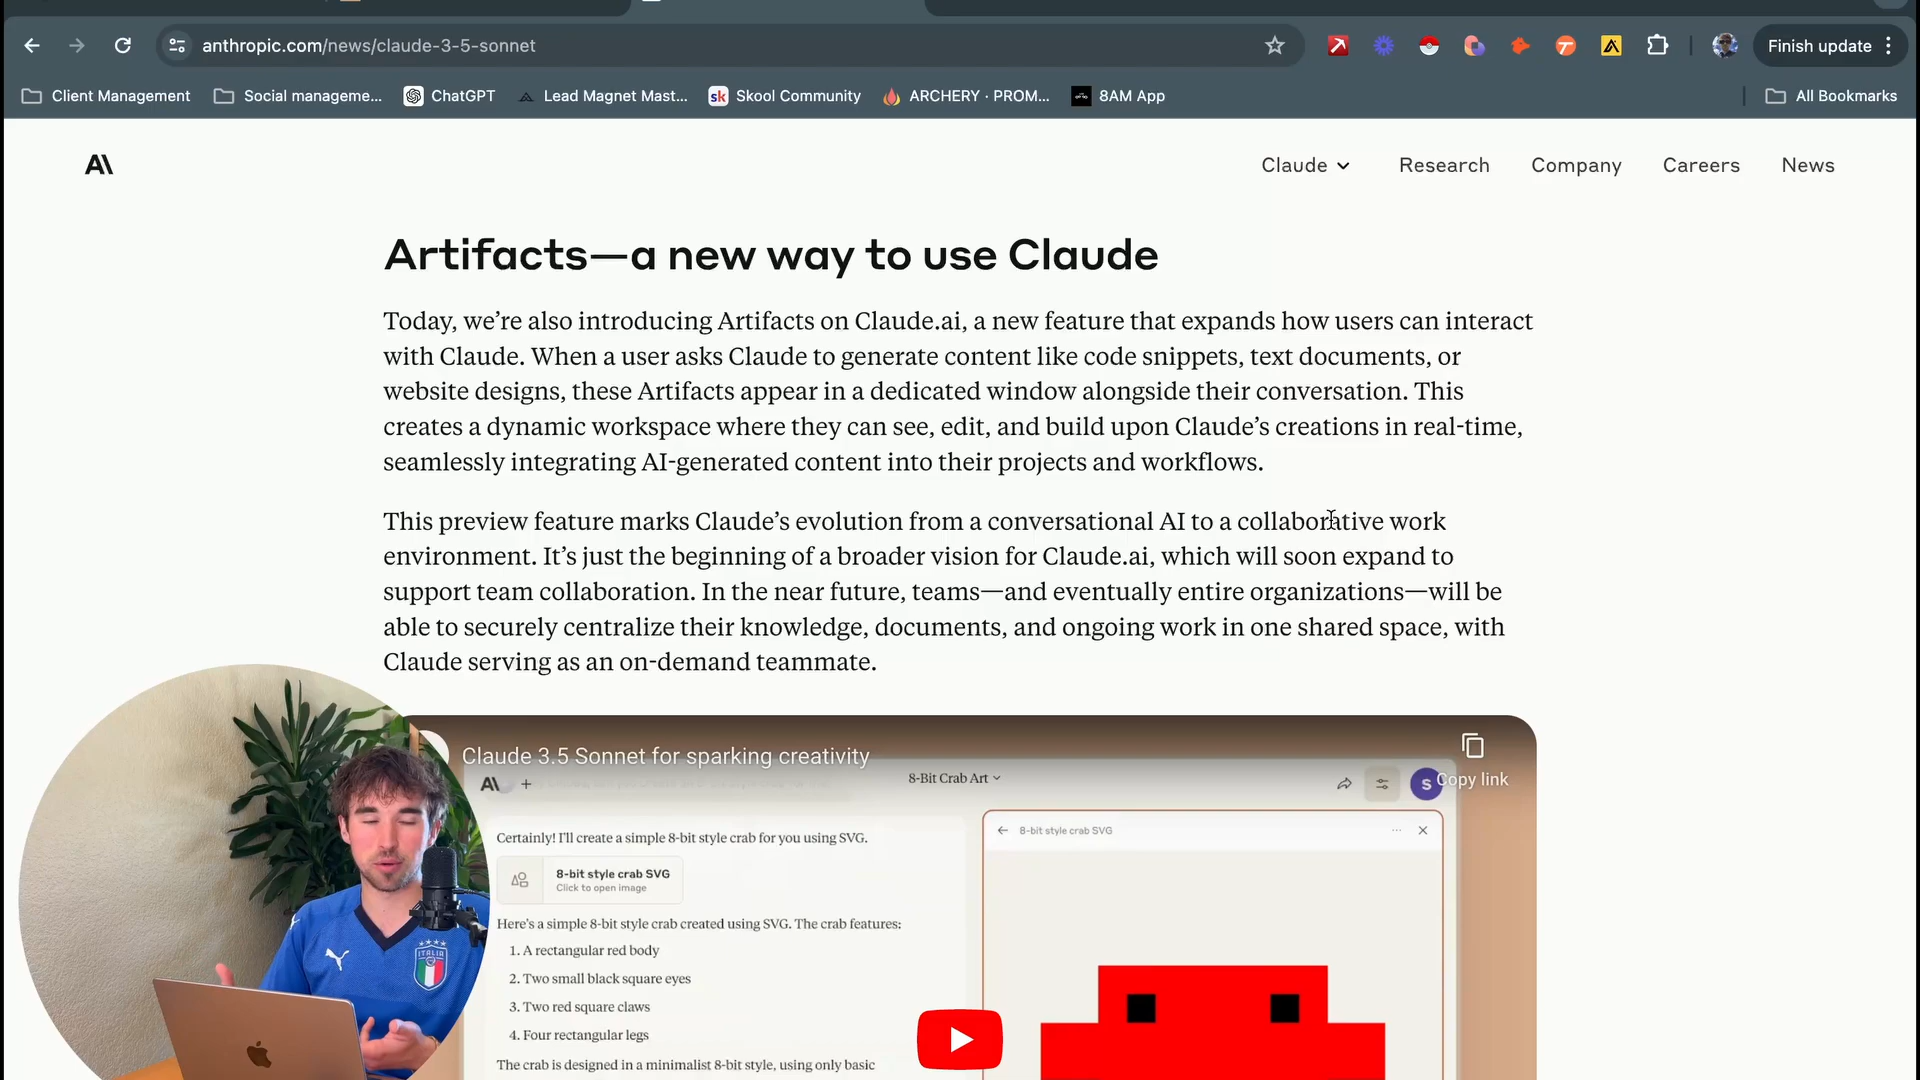 anthropic.com/news/claude-3-5-sonnet
Finish update
Client Management
Social manageme...
ChatGPT
Lead Magnet Mast...
sk Skool Community
ARCHERY · PROM...
8AM App
All Bookmarks
A\
Claude
Research
Company
Careers
News
Artifacts—a new way to use Claude
Today, we’re also introducing Artifacts on Claude.ai, a new feature that expands how users can interact
with Claude. When a user asks Claude to generate content like code snippets, text documents, or
website designs, these Artifacts appear in a dedicated window alongside their conversation. This
creates a dynamic workspace where they can see, edit, and build upon Claude’s creations in real-time,
seamlessly integrating AI-generated content into their projects and workflows.
This preview feature marks Claude’s evolution from a conversational AI to a collaborative work
environment. It’s just the beginning of a broader vision for Claude.ai, which will soon expand to
support team collaboration. In the near future, teams—and eventually entire organizations—will be
able to securely centralize their knowledge, documents, and ongoing work in one shared space, with
Claude serving as an on-demand teammate.
Claude 3.5 Sonnet for sparking creativity
Copy link
A\
8-Bit Crab Art
S
Certainly! I'll create a simple 8-bit style crab for you using SVG.
8-bit style crab SVG
Click to open image
Here's a simple 8-bit style crab created using SVG. The crab features:
1. A rectangular red body
2. Two small black square eyes
3. Two red square claws
4. Four rectangular legs
The crab is designed in a minimalist 8-bit style, using only basic
8-bit style crab SVG
ITALIA